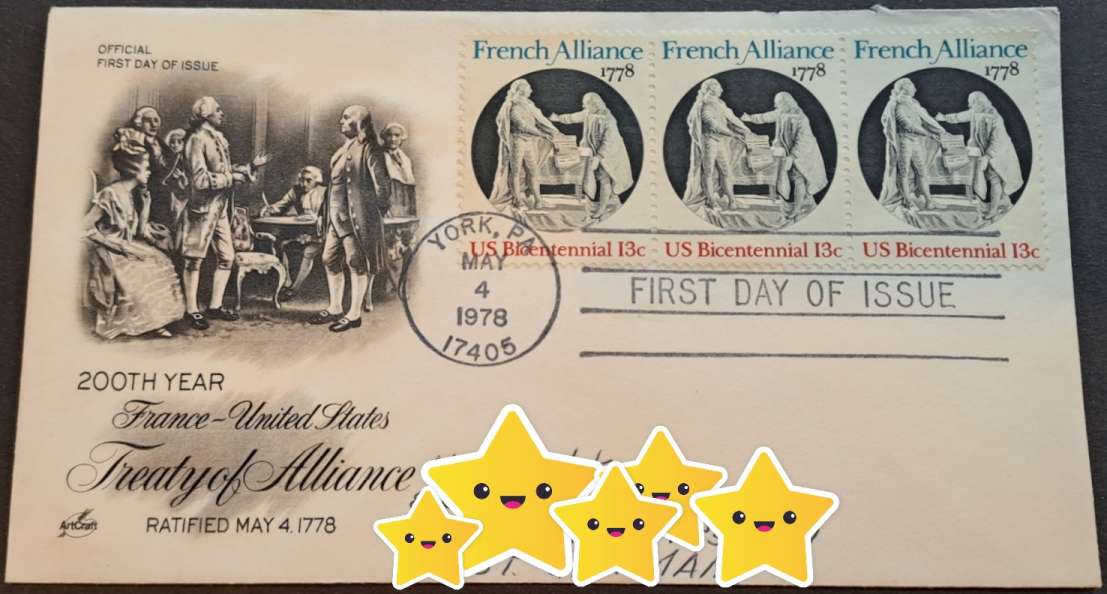 OFFICIAL
FIRST DAY OF ISSUE
French Alliance
1778
US Bicentennial 13c
French Alliance
1778
US Bicentennial 13c
French Alliance
1778
US Bicentennial 13c
YORK, PA
MAY
4
1978
17405
FIRST DAY OF ISSUE
200TH YEAR
France-United States
Treaty of Alliance
RATIFIED MAY 4, 1778
ArtCraft